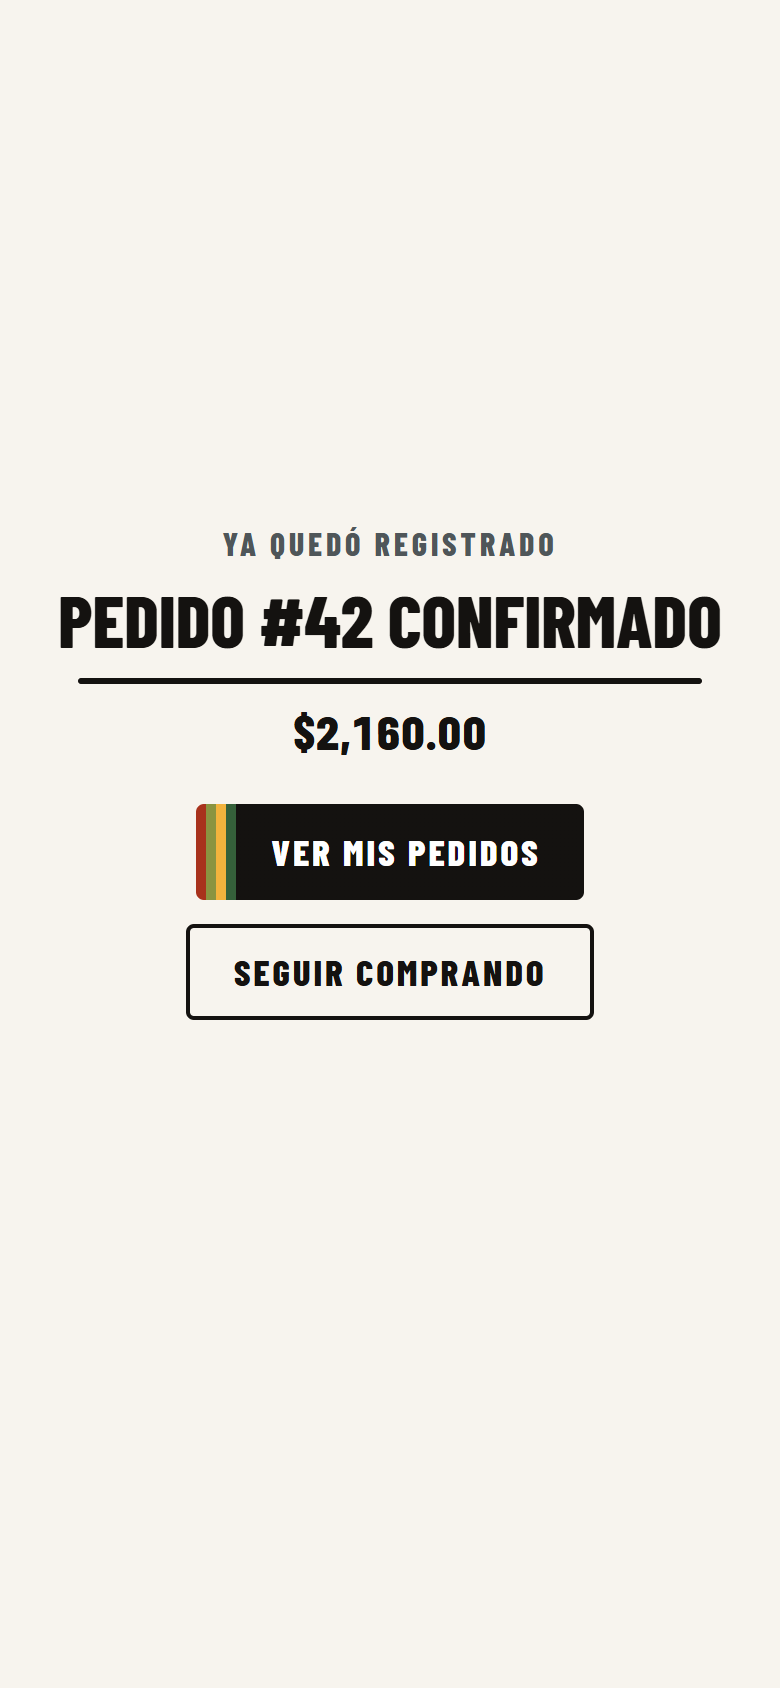 YA QUEDÓ REGISTRADO
PEDIDO #42 CONFIRMADO
$2,160.00
VER MIS PEDIDOS
SEGUIR COMPRANDO